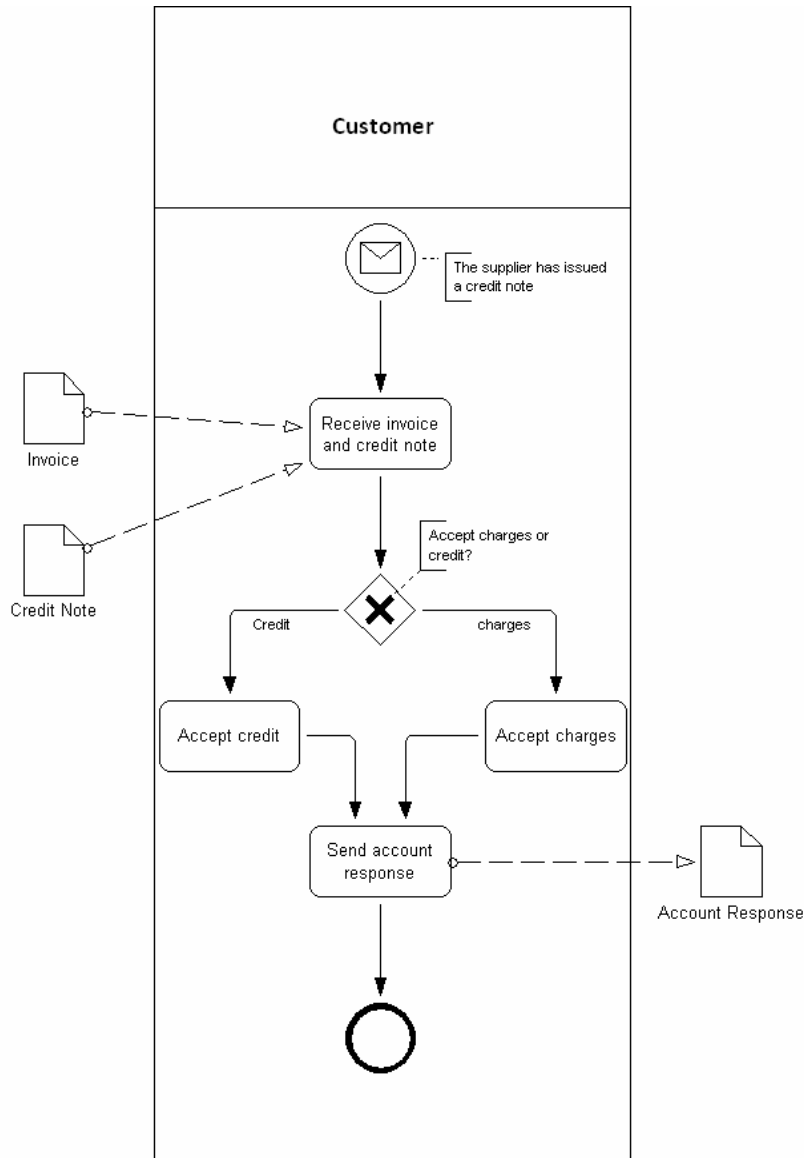 Customer
The supplier has issued
a credit note
Receive invoice
and credit note
Invoice
Accept charges or
credit?
Credit Note
Credit
charges
Accept credit
Accept charges
Send account
response
Account Response